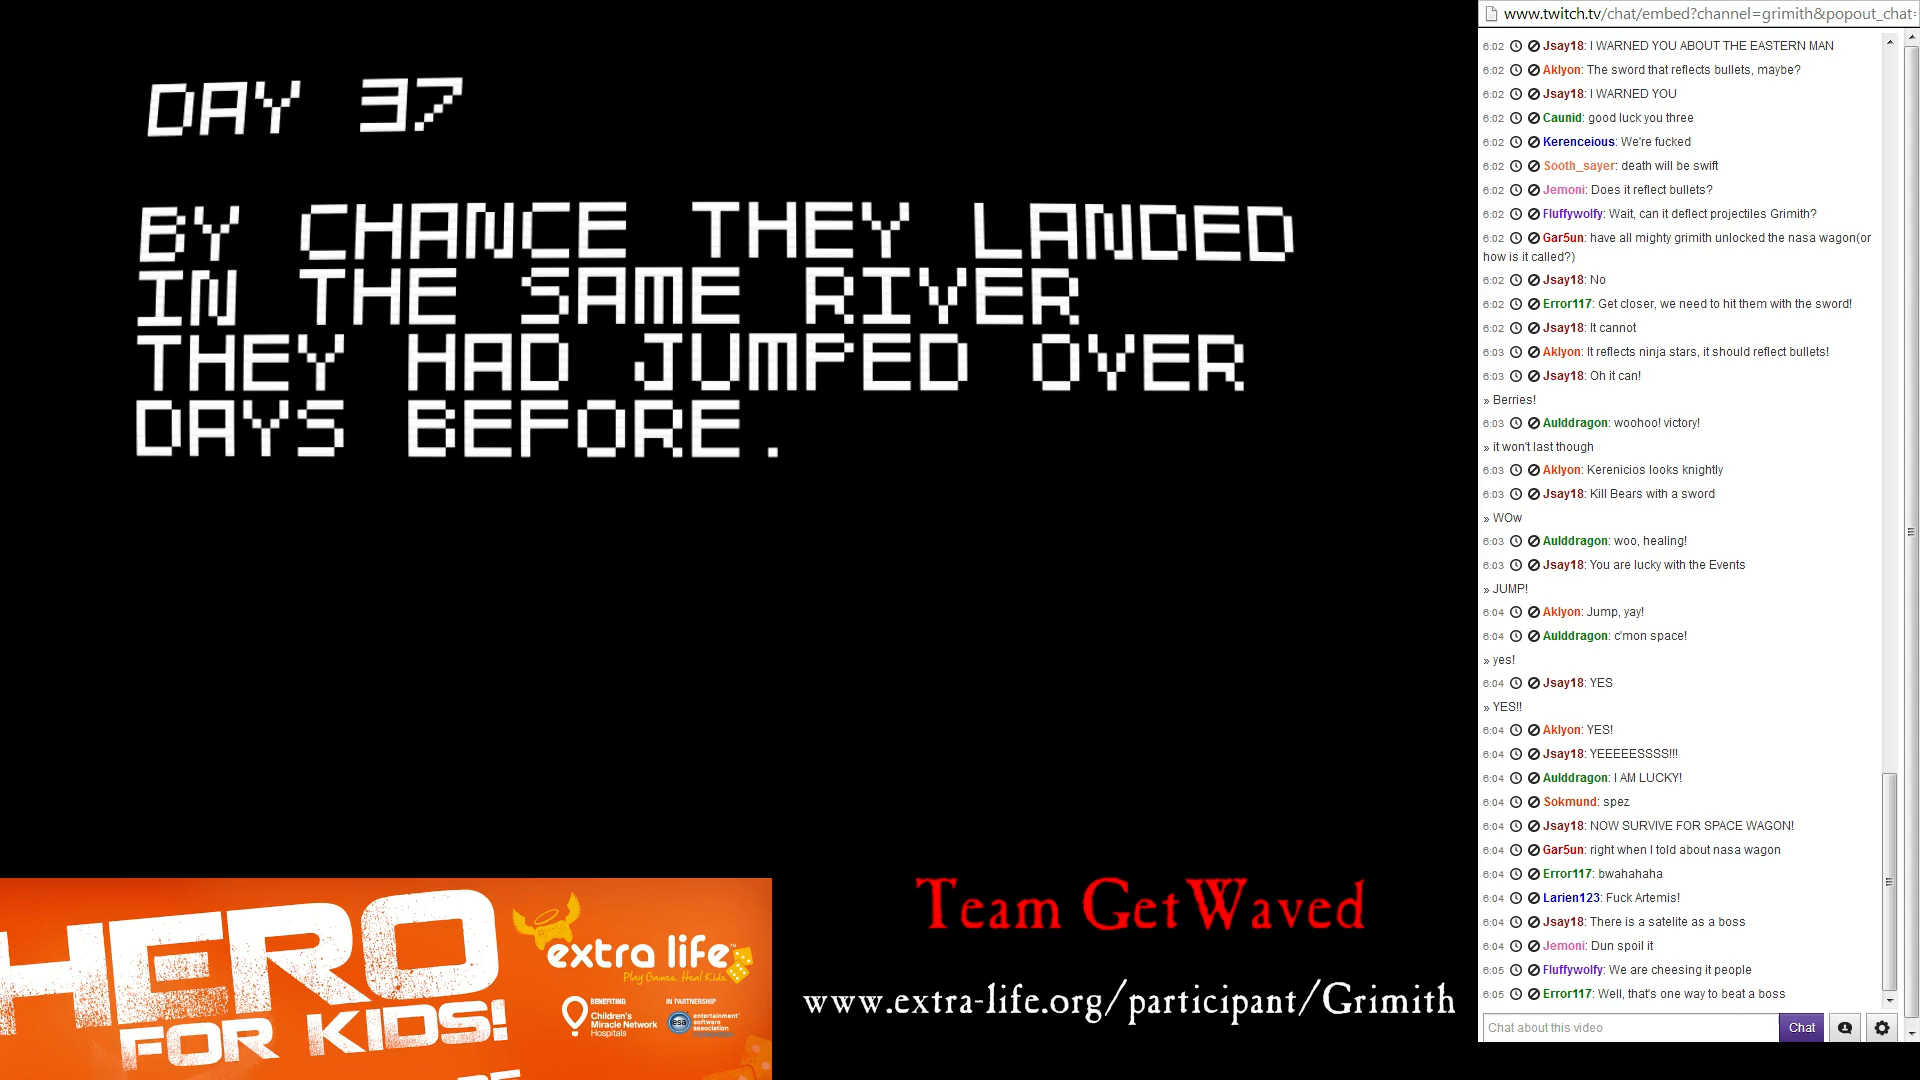 DAY 37
BY CHANCE THEY LANDED
IN THE SAME RIVER
THEY HAD JUMPED OVER
DAYS BEFORE.
HERO
FOR KIDS!
extra life™
Play Games. Heal Kids.
BENEFITING
Children's
Miracle Network
Hospitals
IN PARTNERSHIP
esa entertainment
software
association
Team GetWaved
www.extra-life.org/participant/Grimith
www.twitch.tv/chat/embed?channel=grimith&popout_chat=
6:02 Jsay18: I WARNED YOU ABOUT THE EASTERN MAN
6:02 Aklyon: The sword that reflects bullets, maybe?
6:02 Jsay18: I WARNED YOU
6:02 Caunid: good luck you three
6:02 Kerenceious: We're fucked
6:02 Sooth_sayer: death will be swift
6:02 Jemoni: Does it reflect bullets?
6:02 Fluffywolfy: Wait, can it deflect projectiles Grimith?
6:02 Gar5un: have all mighty grimith unlocked the nasa wagon(or
how is it called?)
6:02 Jsay18: No
6:02 Error117: Get closer, we need to hit them with the sword!
6:02 Jsay18: It cannot
6:03 Aklyon: It reflects ninja stars, it should reflect bullets!
6:03 Jsay18: Oh it can!
» Berries!
6:03 Aulddragon: woohoo! victory!
» it won't last though
6:03 Aklyon: Kerenicios looks knightly
6:03 Jsay18: Kill Bears with a sword
» WOw
6:03 Aulddragon: woo, healing!
6:03 Jsay18: You are lucky with the Events
» JUMP!
6:04 Aklyon: Jump, yay!
6:04 Aulddragon: c'mon space!
» yes!
6:04 Jsay18: YES
» YES!!
6:04 Aklyon: YES!
6:04 Jsay18: YEEEEESSSS!!!
6:04 Aulddragon: I AM LUCKY!
6:04 Sokmund: spez
6:04 Jsay18: NOW SURVIVE FOR SPACE WAGON!
6:04 Gar5un: right when I told about nasa wagon
6:04 Error117: bwahahaha
6:04 Larien123: Fuck Artemis!
6:04 Jsay18: There is a satelite as a boss
6:04 Jemoni: Dun spoil it
6:05 Fluffywolfy: We are cheesing it people
6:05 Error117: Well, that's one way to beat a boss
Chat about this video
Chat